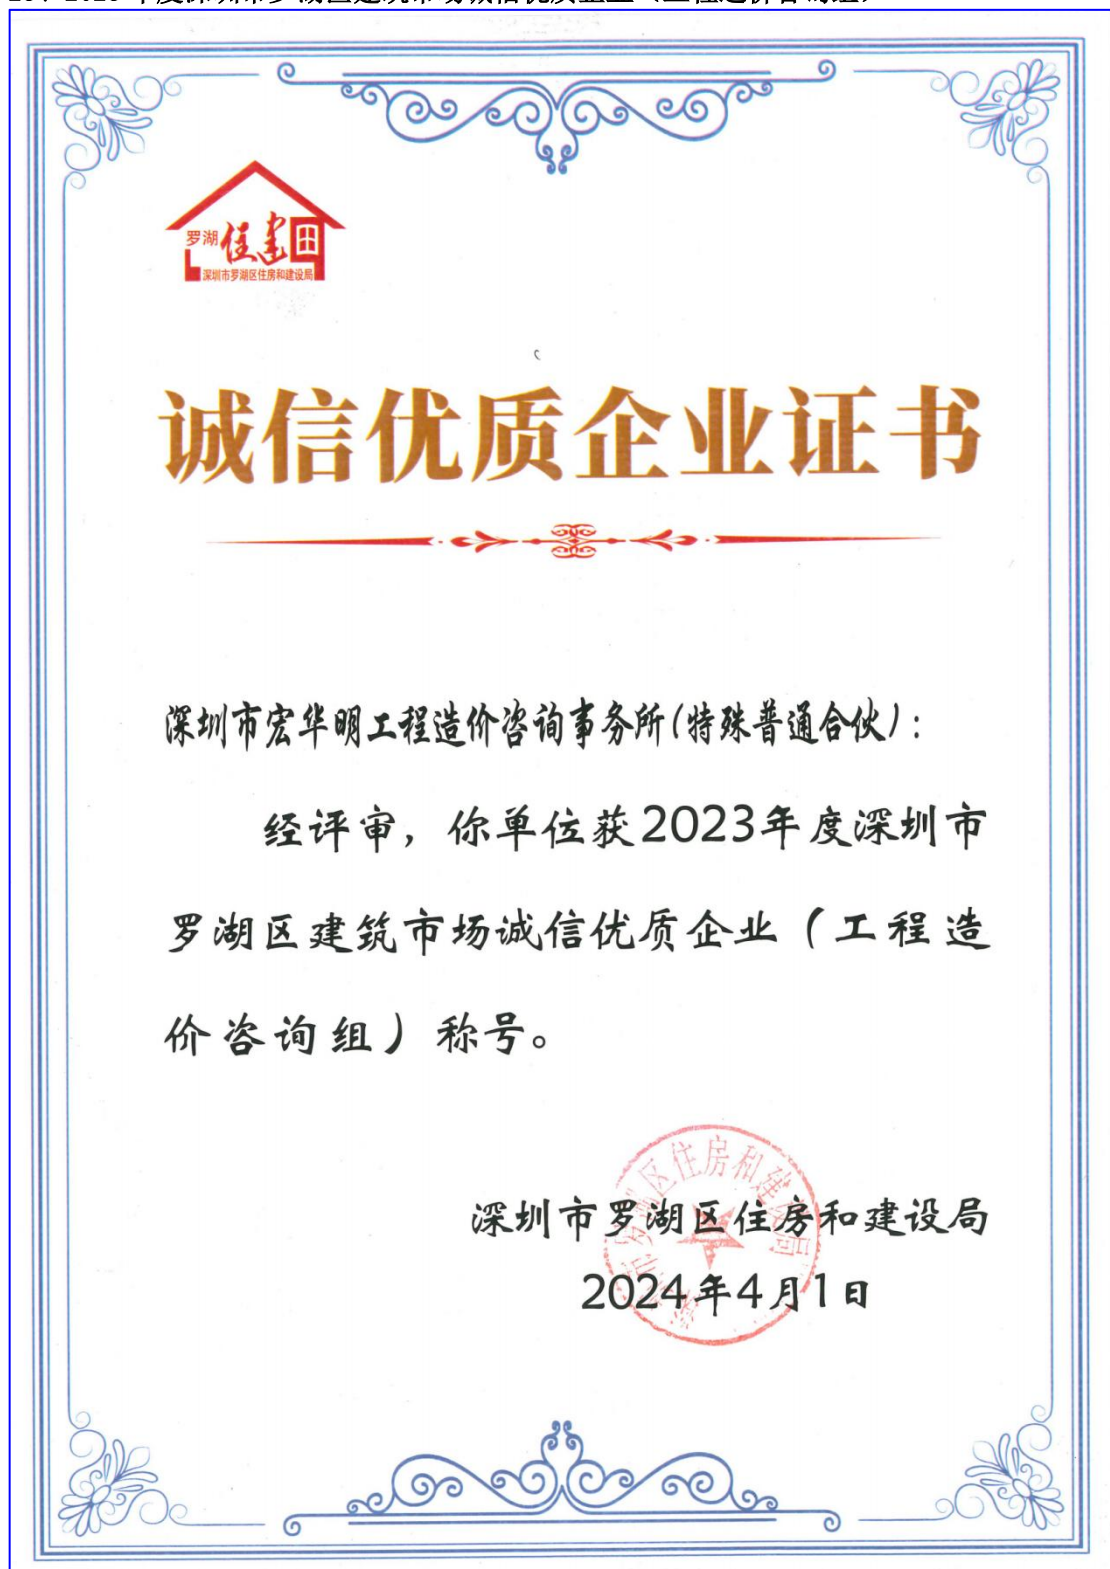 罗湖 住建
深圳市罗湖区住房和建设局
诚信优质企业证书
深圳市宏华明工程造价咨询事务所(特殊普通合伙)：
经评审，你单位获2023年度深圳市
罗湖区建筑市场诚信优质企业（工程造
价咨询组）称号。
深圳市罗湖区住房和建设局
2024年4月1日